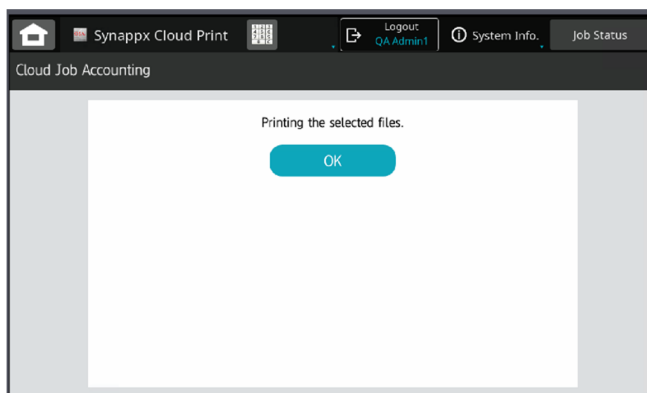 Synappx Cloud Print
Logout
QA Admin1
System Info.
Job Status
Cloud Job Accounting
Printing the selected files.
OK